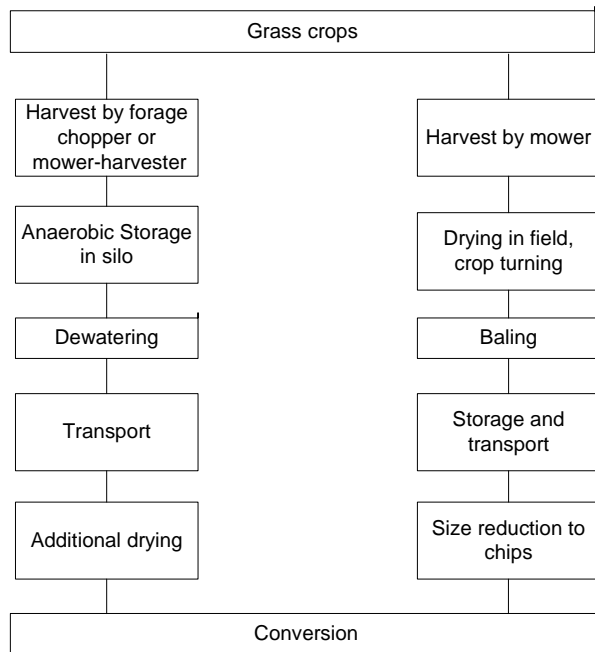 Grass crops
Harvest by forage
chopper or
mower-harvester
Anaerobic Storage
in silo
Dewatering
Transport
Additional drying
Harvest by mower
Drying in field,
crop turning
Baling
Storage and
transport
Size reduction to
chips
Conversion